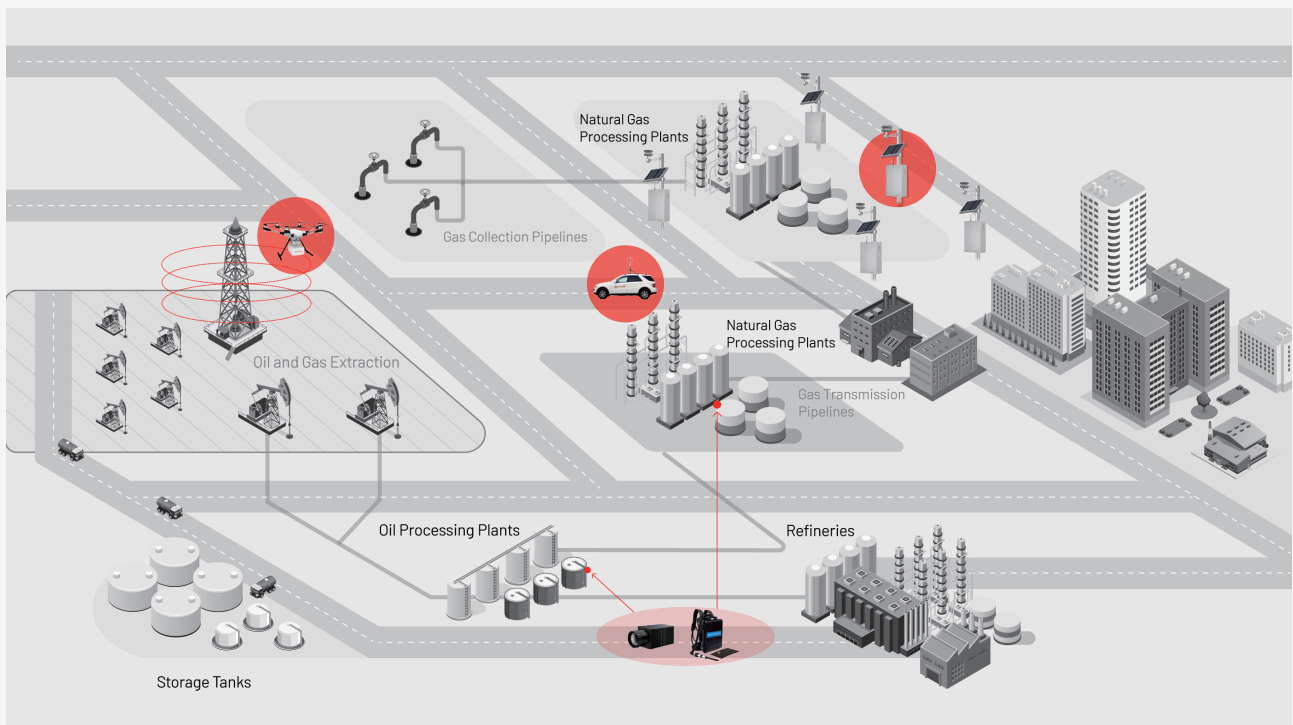 Natural Gas
Processing Plants
Gas Collection Pipelines
Natural Gas
Processing Plants
Oil and Gas Extraction
Gas Transmission
Pipelines
Oil Processing Plants
Refineries
Storage Tanks